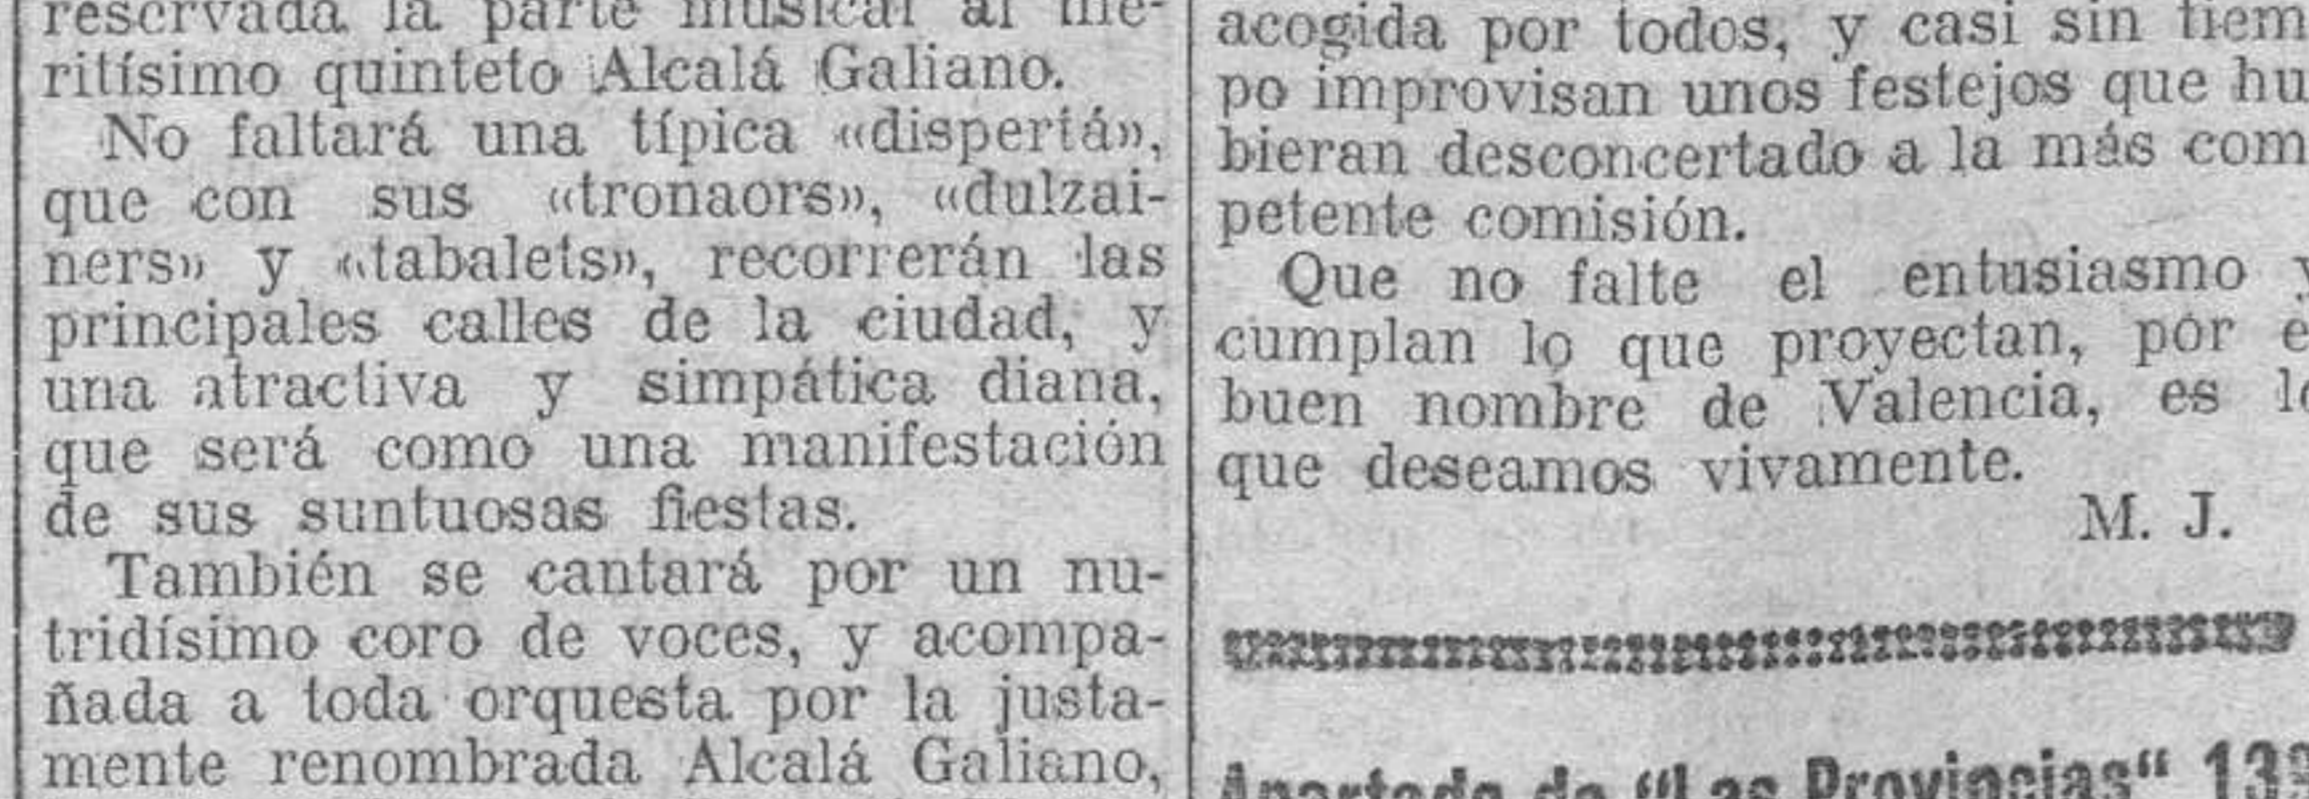 reservada la parte musical al me-
ritísimo quinteto Alcalá Galiano.
No faltará una típica «dispertá»,
que con sus «tronaors», «dulzai-
ners» y «tabalets», recorrerán las
principales calles de la ciudad, y
una atractiva y simpática diana,
que será como una manifestación
de sus suntuosas fiestas.
También se cantará por un nu-
tridísimo coro de voces, y acompa-
ñada a toda orquesta por la justa-
mente renombrada Alcalá Galiano,
acogida por todos, y casi sin tiem
po improvisan unos festejos que hu
bieran desconcertado a la más com
petente comisión.
Que no falte el entusiasmo y
cumplan lo que proyectan, por e
buen nombre de Valencia, es lo
que deseamos vivamente.
M. J.
Apartado de "Las Provincias" 139